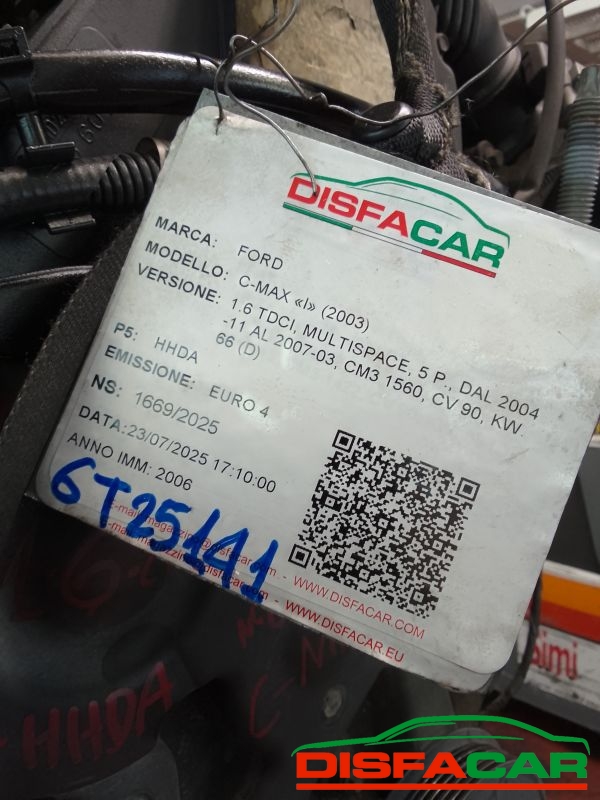 DISFACAR
MARCA: FORD
MODELLO: C-MAX «I» (2003)
VERSIONE: 1.6 TDCI, MULTISPACE, 5 P., DAL 2004
-11 AL 2007-03, CM3 1560, CV 90, KW.
66 (D)
P5: HHDA
EMISSIONE: EURO 4
NS: 1669/2025
DATA:23/07/2025 17:10:00
ANNO IMM: 2006
6T25141
WWW.DISFACAR.COM
WWW.DISFACAR.EU
HHDA
simi
DISFACAR